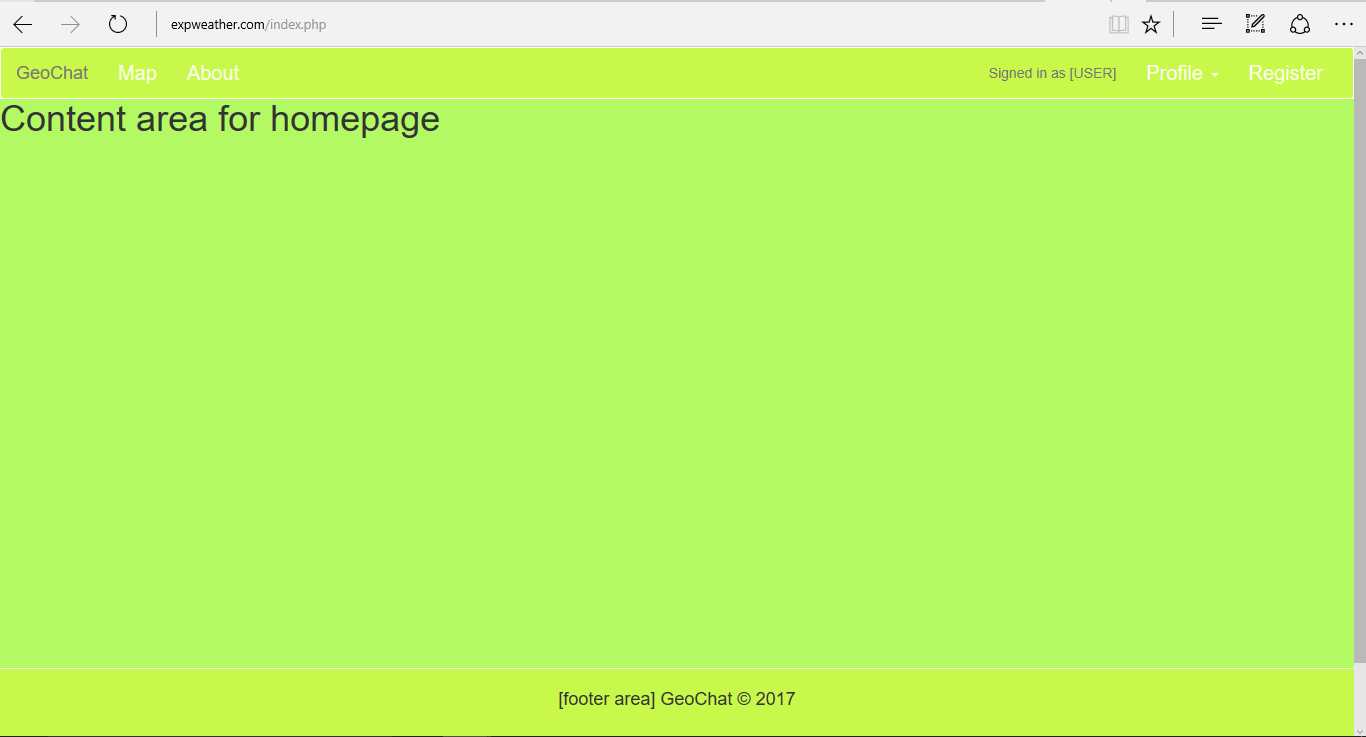 expweather.com/index.php
GeoChat Map About Signed in as [USER] Profile Register
Content area for homepage
[footer area] GeoChat © 2017